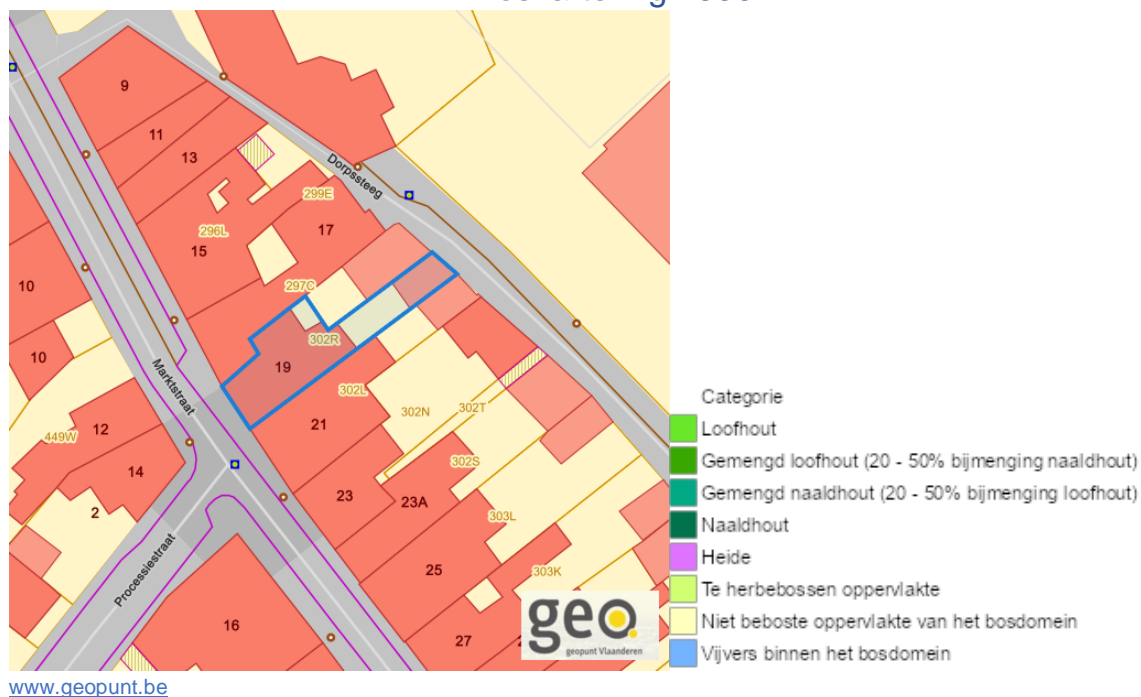 9
11
13
Dorpssteeg
299E
17
296L
15
10
297C
302R
19
10
Marktstraat
302L
302N
302T
449W
12
21
14
302S
23
23A
2
303L
Processiestraat
25
303K
16
27
geo.
geopunt Vlaanderen
Categorie
Loofhout
Gemengd loofhout (20 - 50% bijmenging naaldhout)
Gemengd naaldhout (20 - 50% bijmenging loofhout)
Naaldhout
Heide
Te herbebossen oppervlakte
Niet beboste oppervlakte van het bosdomein
Vijvers binnen het bosdomein
www.geopunt.be